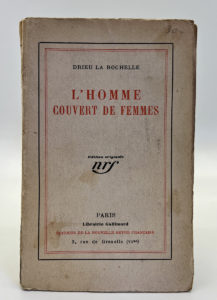 DRIEU LA ROCHELLE
L'HOMME
COUVERT DE FEMMES
édition originale
nrf
PARIS
Librairie Gallimard
ÉDITIONS DE LA NOUVELLE REVUE FRANÇAISE
3, rue de Grenelle (VIme)